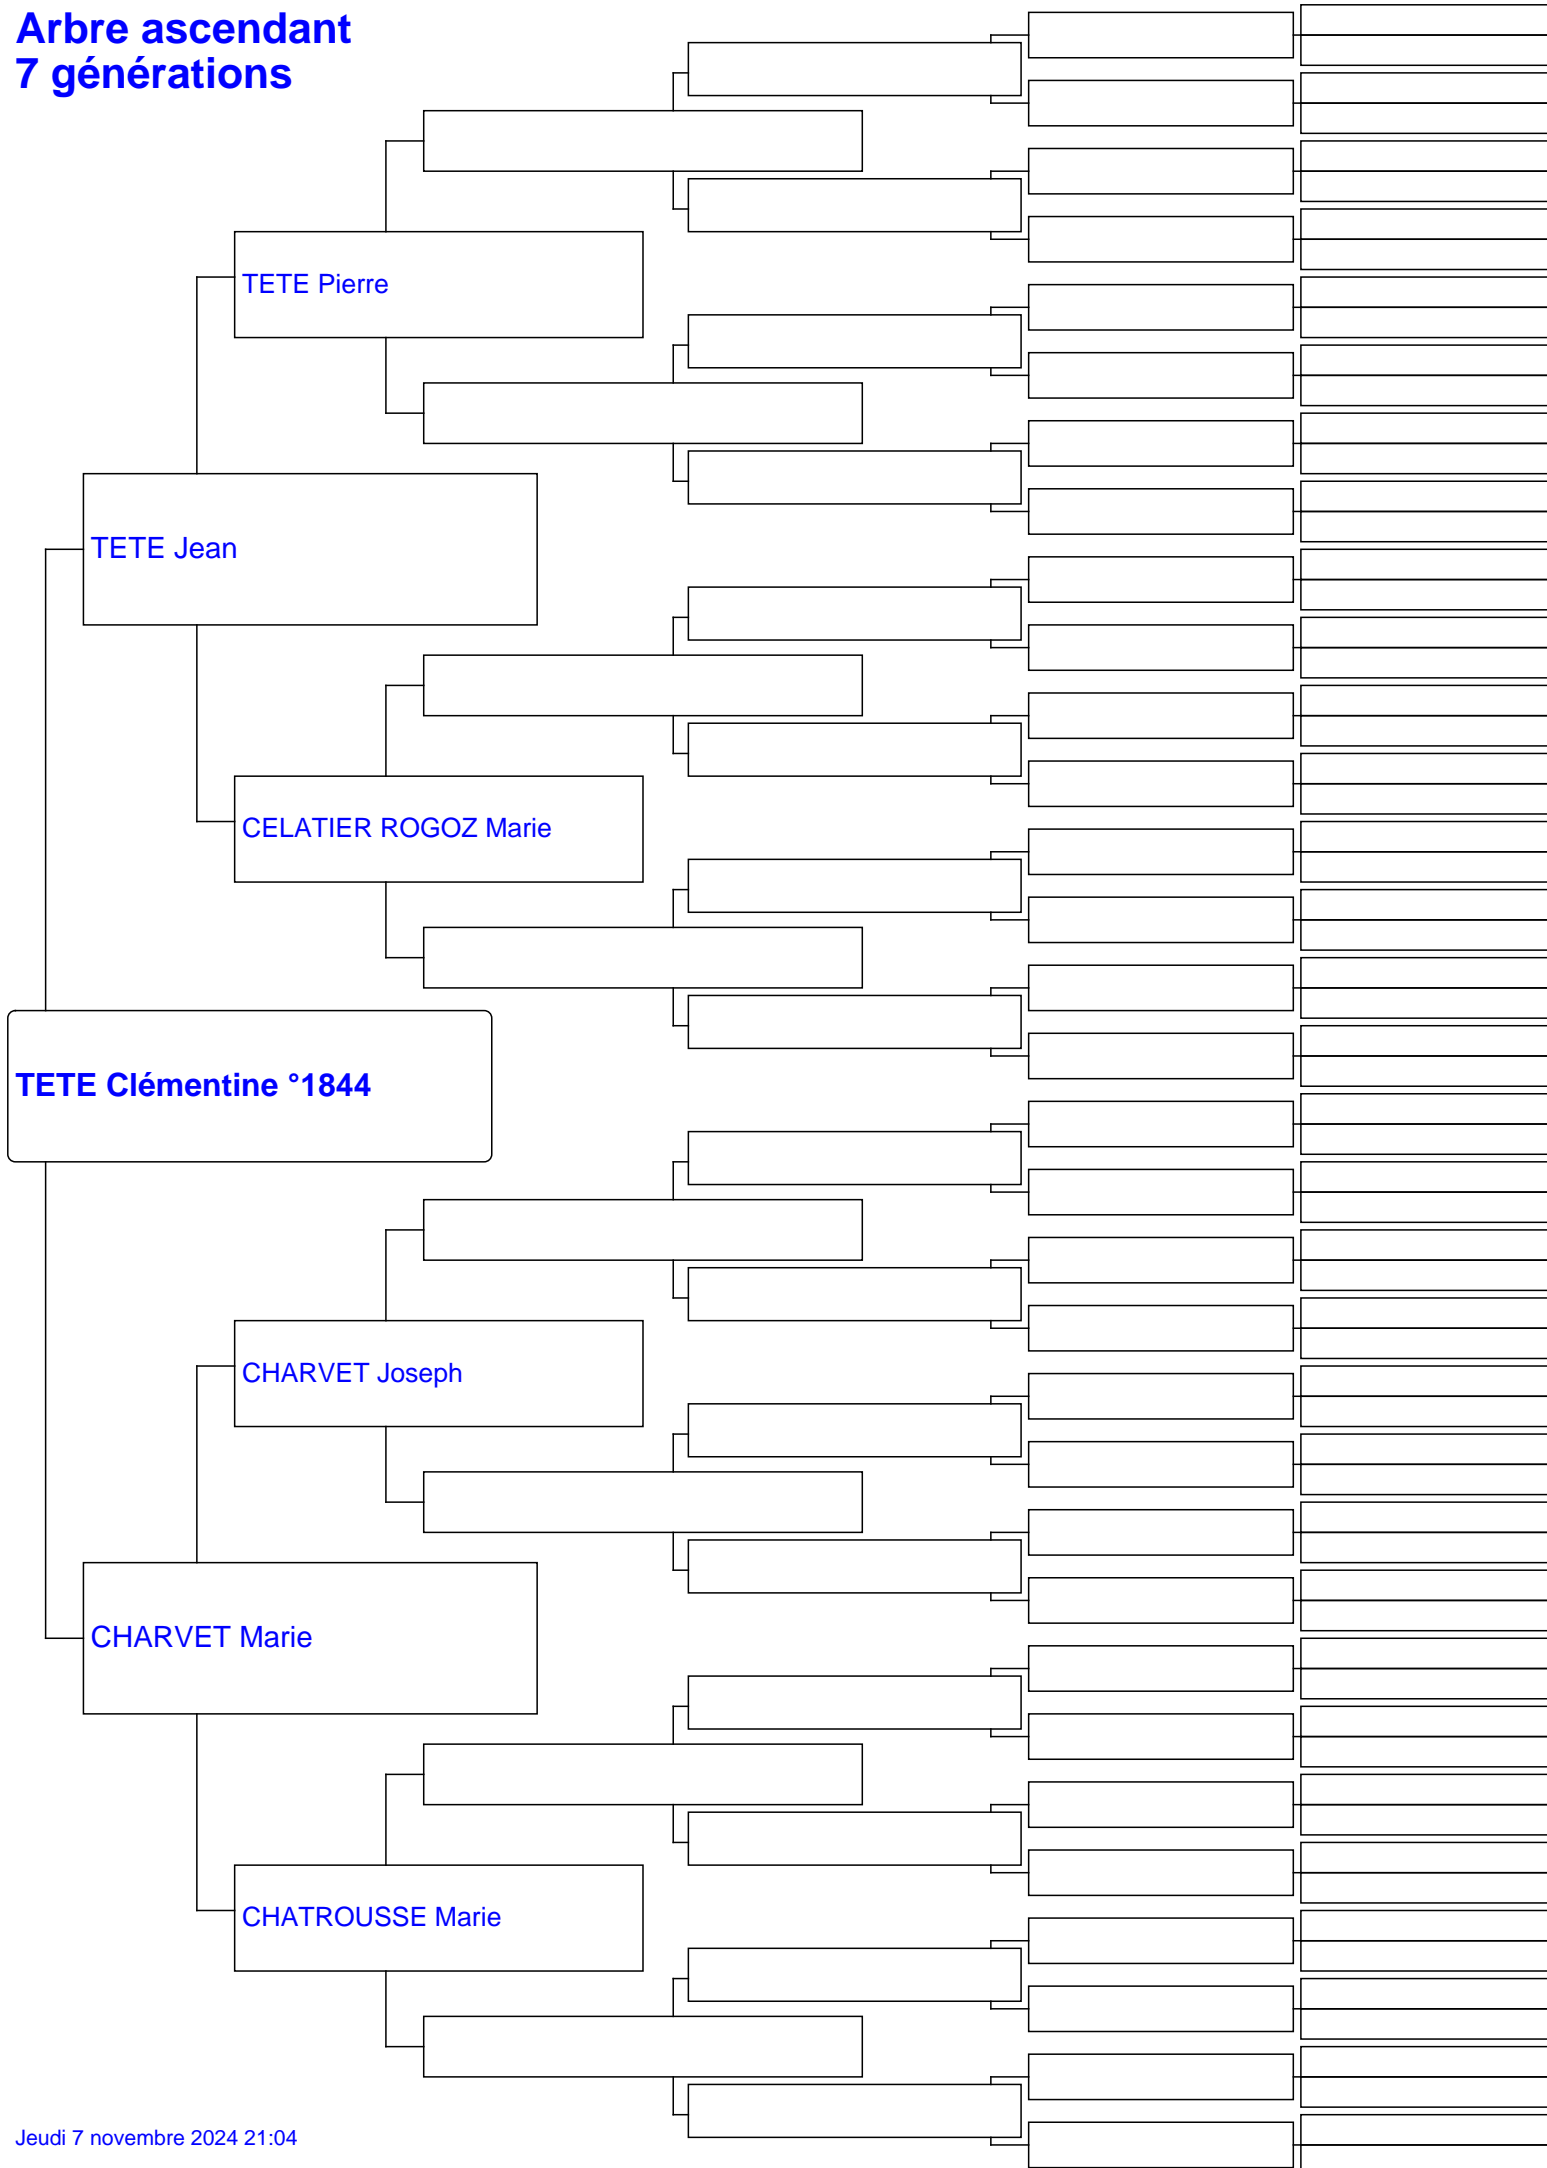 Arbre ascendant
7 générations
TETE Pierre
TETE Jean
CELATIER ROGOZ Marie
TETE Clémentine °1844
CHARVET Joseph
CHARVET Marie
CHATROUSSE Marie
Jeudi 7 novembre 2024 21:04